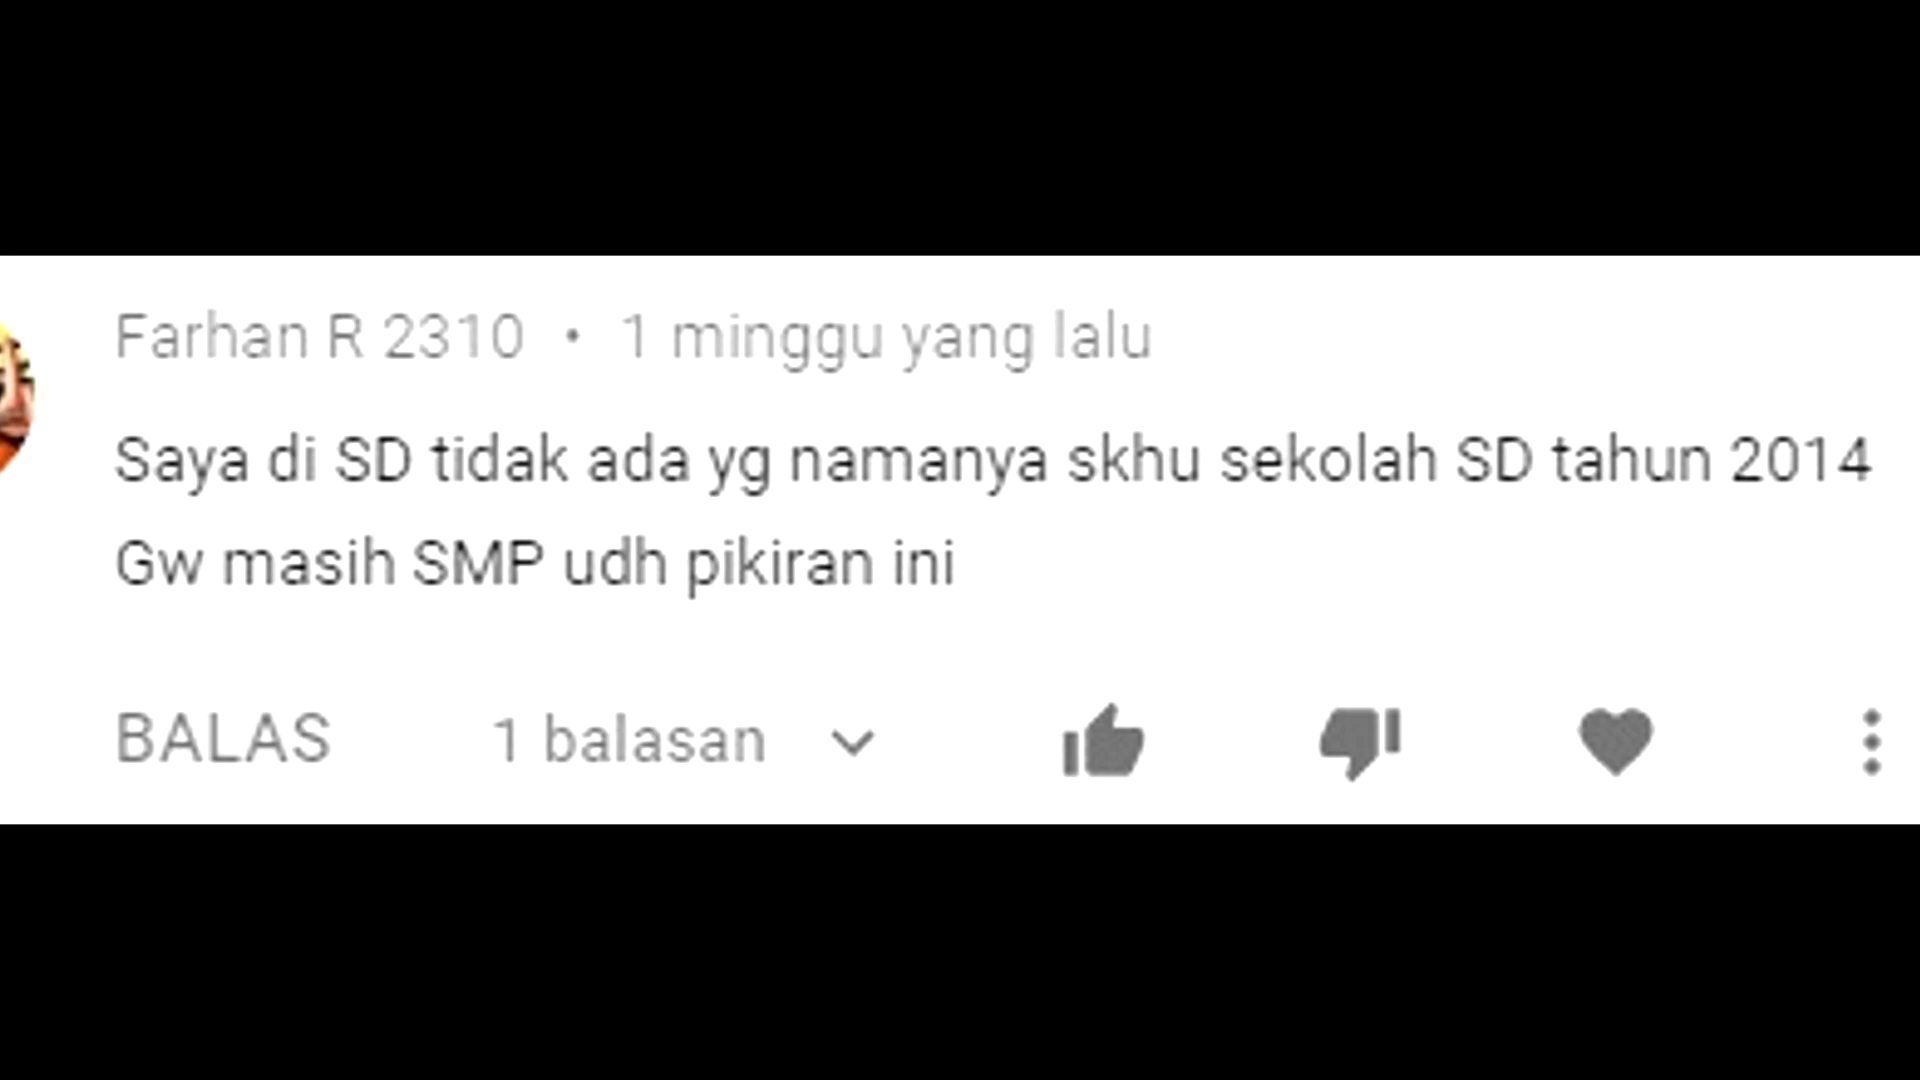 Farhan R 2310 • 1 minggu yang lalu
Saya di SD tidak ada yg namanya skhu sekolah SD tahun 2014
Gw masih SMP udh pikiran ini
BALAS 1 balasan